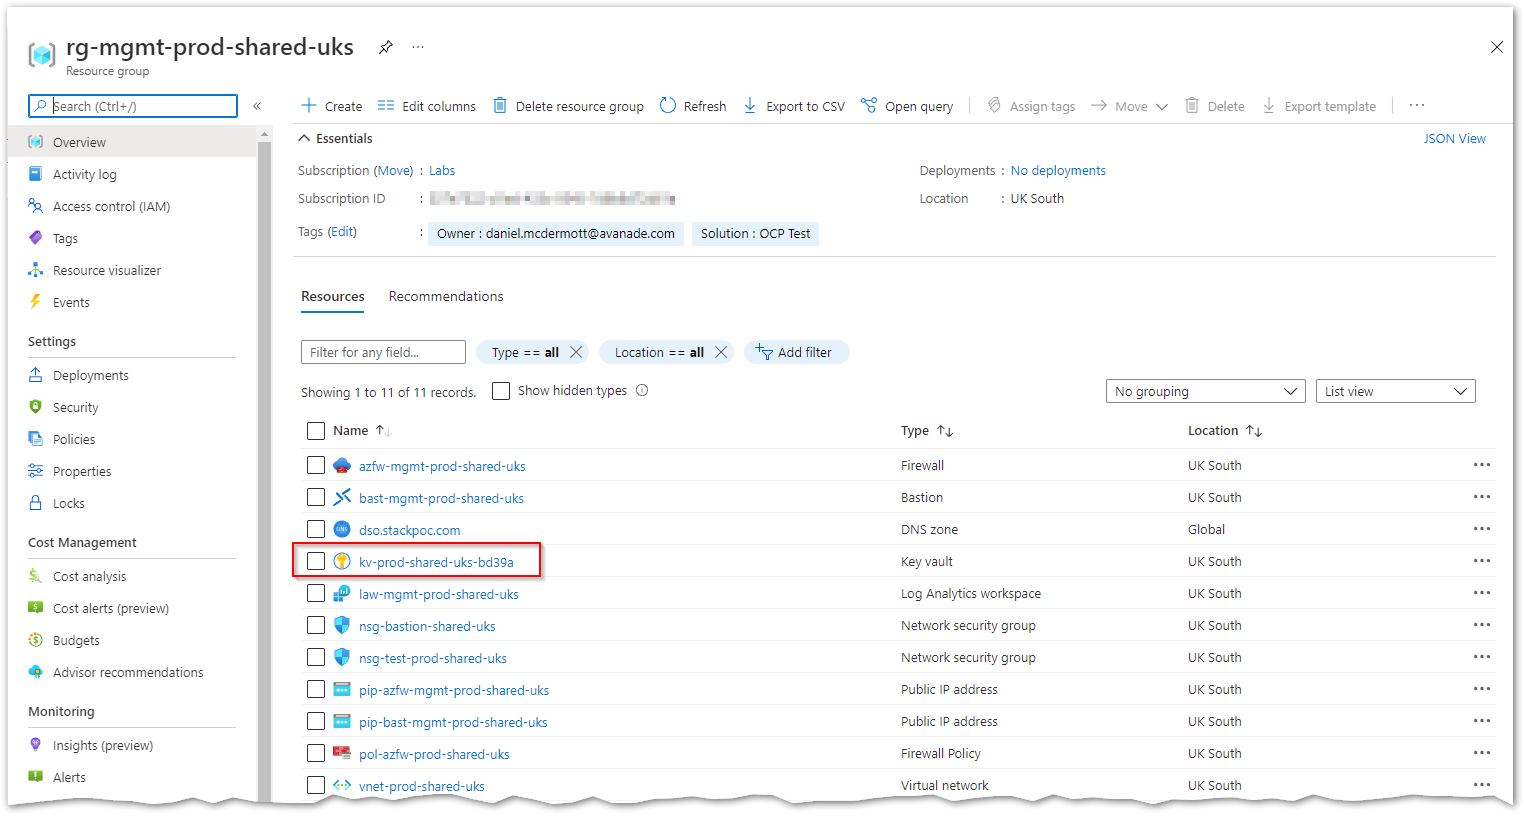 rg-mgmt-prod-shared-uks
Resource group
Search (Ctrl+/)
Overview
Activity log
Access control (IAM)
Tags
Resource visualizer
Events
Settings
Deployments
Security
Policies
Properties
Locks
Cost Management
Cost analysis
Cost alerts (preview)
Budgets
Advisor recommendations
Monitoring
Insights (preview)
Alerts
Create Edit columns Delete resource group Refresh Export to CSV Open query Assign tags Move Delete Export template
Essentials JSON View
Subscription (Move) : Labs Deployments : No deployments
Subscription ID : Location : UK South
Tags (Edit) : Owner : daniel.mcdermott@avanade.com Solution : OCP Test
Resources Recommendations
Filter for any field... Type == all Location == all Add filter
Showing 1 to 11 of 11 records. Show hidden types No grouping List view
Name Type Location
azfw-mgmt-prod-shared-uks Firewall UK South
bast-mgmt-prod-shared-uks Bastion UK South
DNS dso.stackpoc.com DNS zone Global
kv-prod-shared-uks-bd39a Key vault UK South
law-mgmt-prod-shared-uks Log Analytics workspace UK South
nsg-bastion-shared-uks Network security group UK South
nsg-test-prod-shared-uks Network security group UK South
pip-azfw-mgmt-prod-shared-uks Public IP address UK South
pip-bast-mgmt-prod-shared-uks Public IP address UK South
pol-azfw-prod-shared-uks Firewall Policy UK South
vnet-prod-shared-uks Virtual network UK South